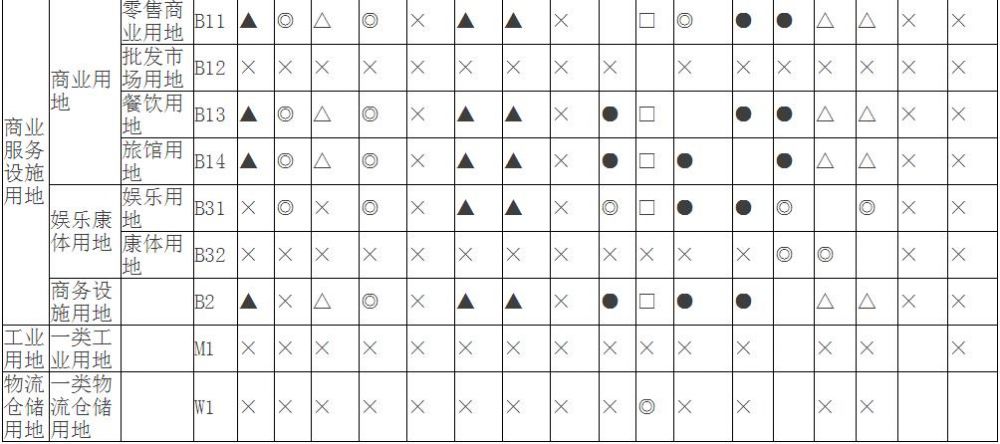 商业服务设施用地
商业用地
零售商业用地 B11 ▲ ◎ △ ◎ × ▲ ▲ × □ ◎ ● ● △ △ × ×
批发市场用地 B12 × × × × × × × × × × × × × × × ×
餐饮用地 B13 ▲ ◎ △ ◎ × ▲ ▲ × ● □ ● ● △ △ × ×
旅馆用地 B14 ▲ ◎ △ ◎ × ▲ ▲ × ● □ ● ● △ △ × ×
娱乐康体用地
娱乐用地 B31 × ◎ × ◎ × ▲ ▲ × ◎ □ ● ● ◎ ◎ × ×
康体用地 B32 × × × × × × × × × × × × ◎ ◎ × ×
商务设施用地 B2 ▲ × △ ◎ × ▲ ▲ × ● □ ● ● △ △ × ×
工业用地 一类工业用地 M1 × × × × × × × × × × × × × × ×
物流仓储用地 一类物流仓储用地 W1 × × × × × × × × × ◎ × × × ×